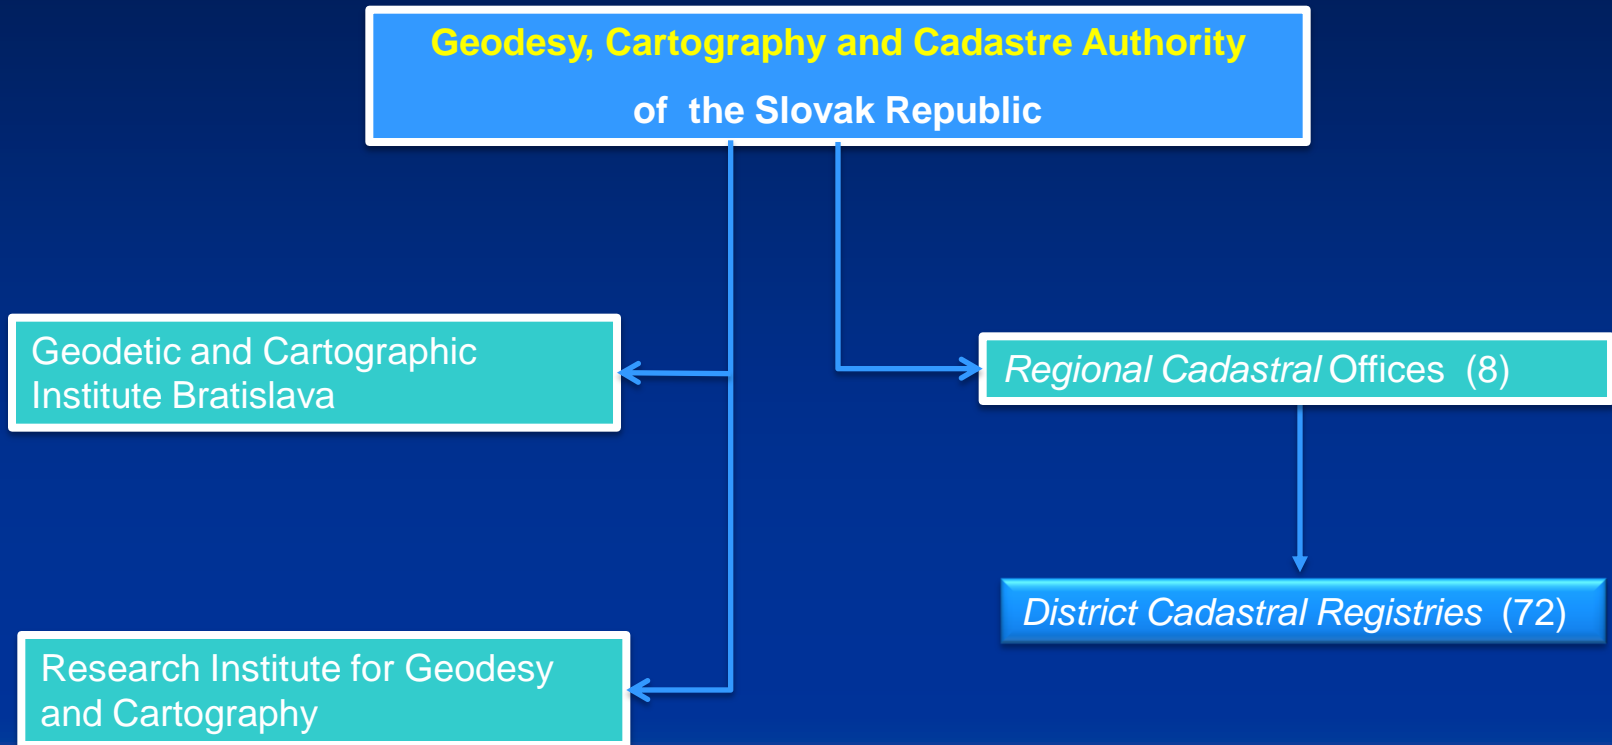 Geodesy, Cartography and Cadastre Authority
of the Slovak Republic
Geodetic and Cartographic
Institute Bratislava
Regional Cadastral Offices (8)
District Cadastral Registries (72)
Research Institute for Geodesy
and Cartography